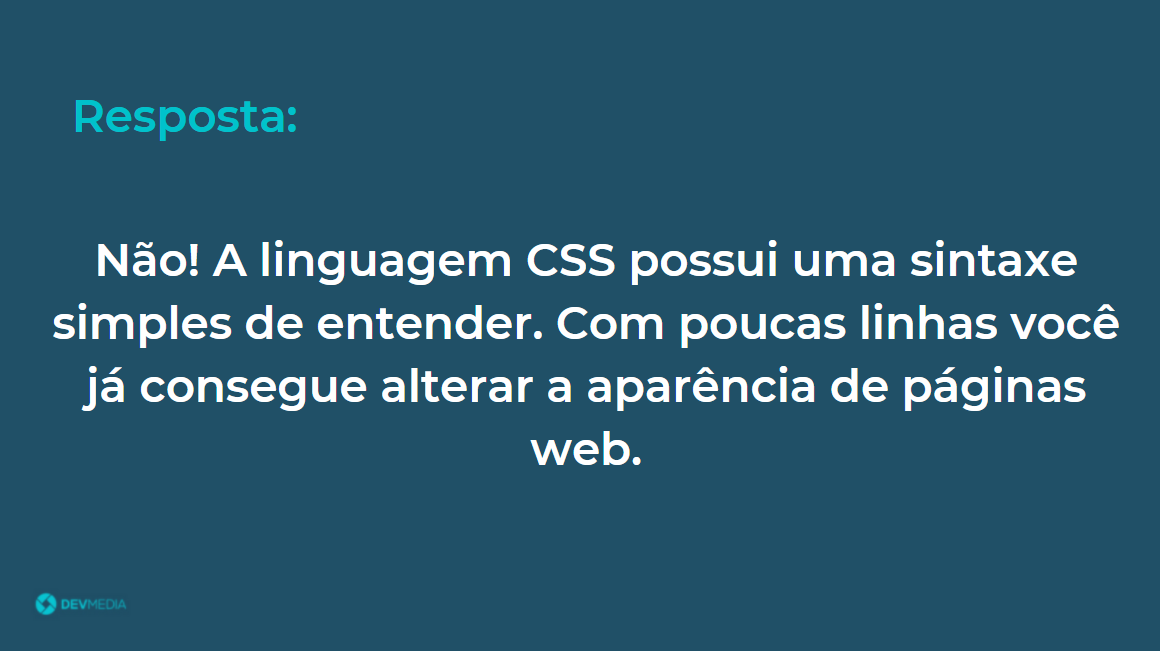 Resposta:
Não! A linguagem CSS possui uma sintaxe
simples de entender. Com poucas linhas você
já consegue alterar a aparência de páginas
web.
DEVMEDIA